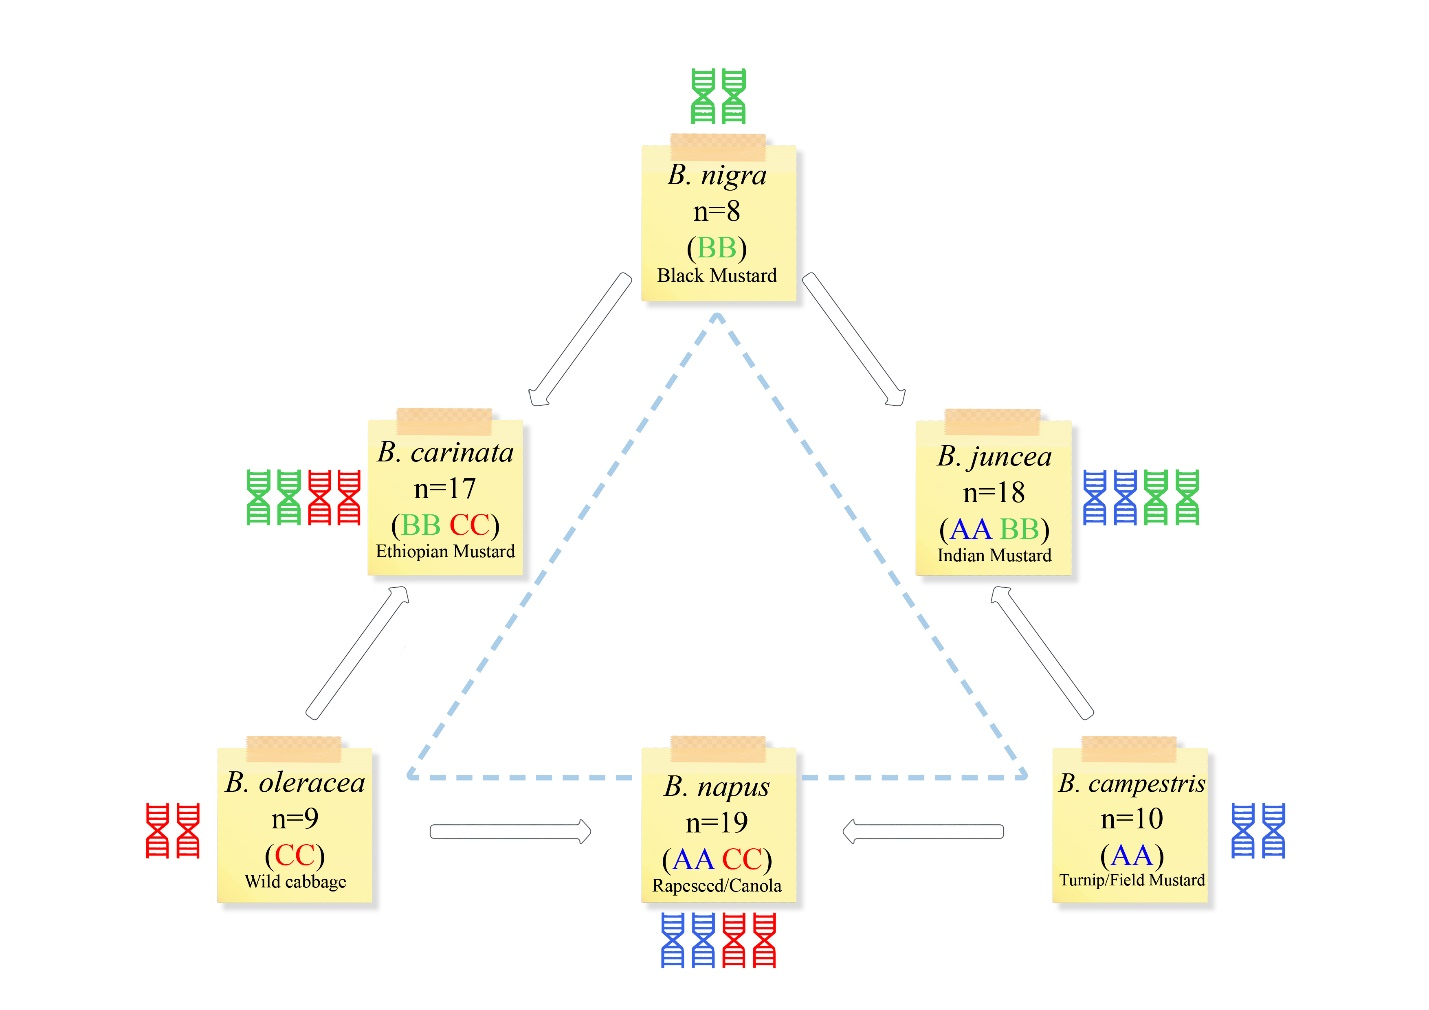 B. nigra
n=8
(BB)
Black Mustard
B. carinata
n=17
(BB CC)
Ethiopian Mustard
B. juncea
n=18
(AA BB)
Indian Mustard
B. oleracea
n=9
(CC)
Wild cabbage
B. napus
n=19
(AA CC)
Rapeseed/Canola
B. campestris
n=10
(AA)
Turnip/Field Mustard